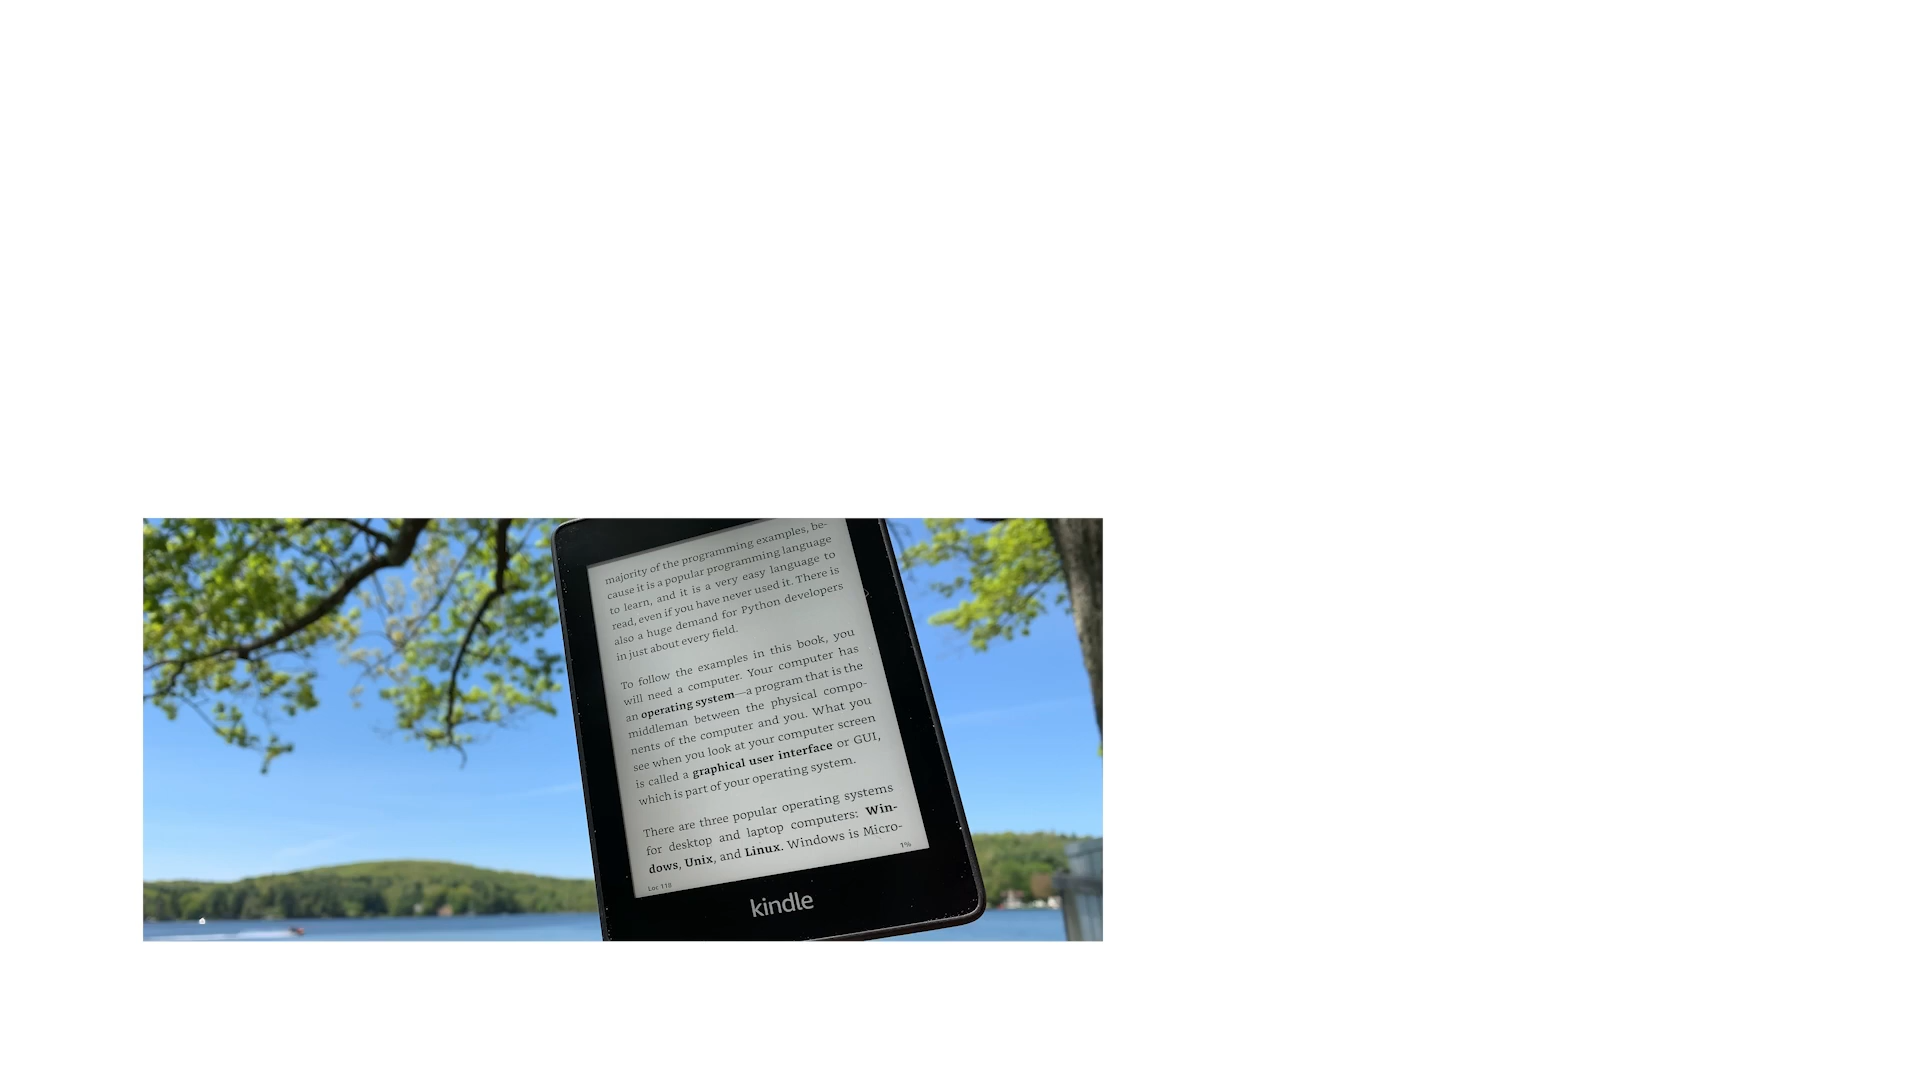 majority of the programming examples, be-
cause it is a popular programming language
to learn, and it is a very easy language to
read, even if you have never used it. There is
also a huge demand for Python developers
in just about every field.
To follow the examples in this book, you
will need a computer. Your computer has
an operating system—a program that is the
middleman between the physical compo-
nents of the computer and you. What you
see when you look at your computer screen
is called a graphical user interface or GUI,
which is part of your operating system.
There are three popular operating systems
for desktop and laptop computers: Win-
dows, Unix, and Linux. Windows is Micro-
Loc 118 1%
kindle